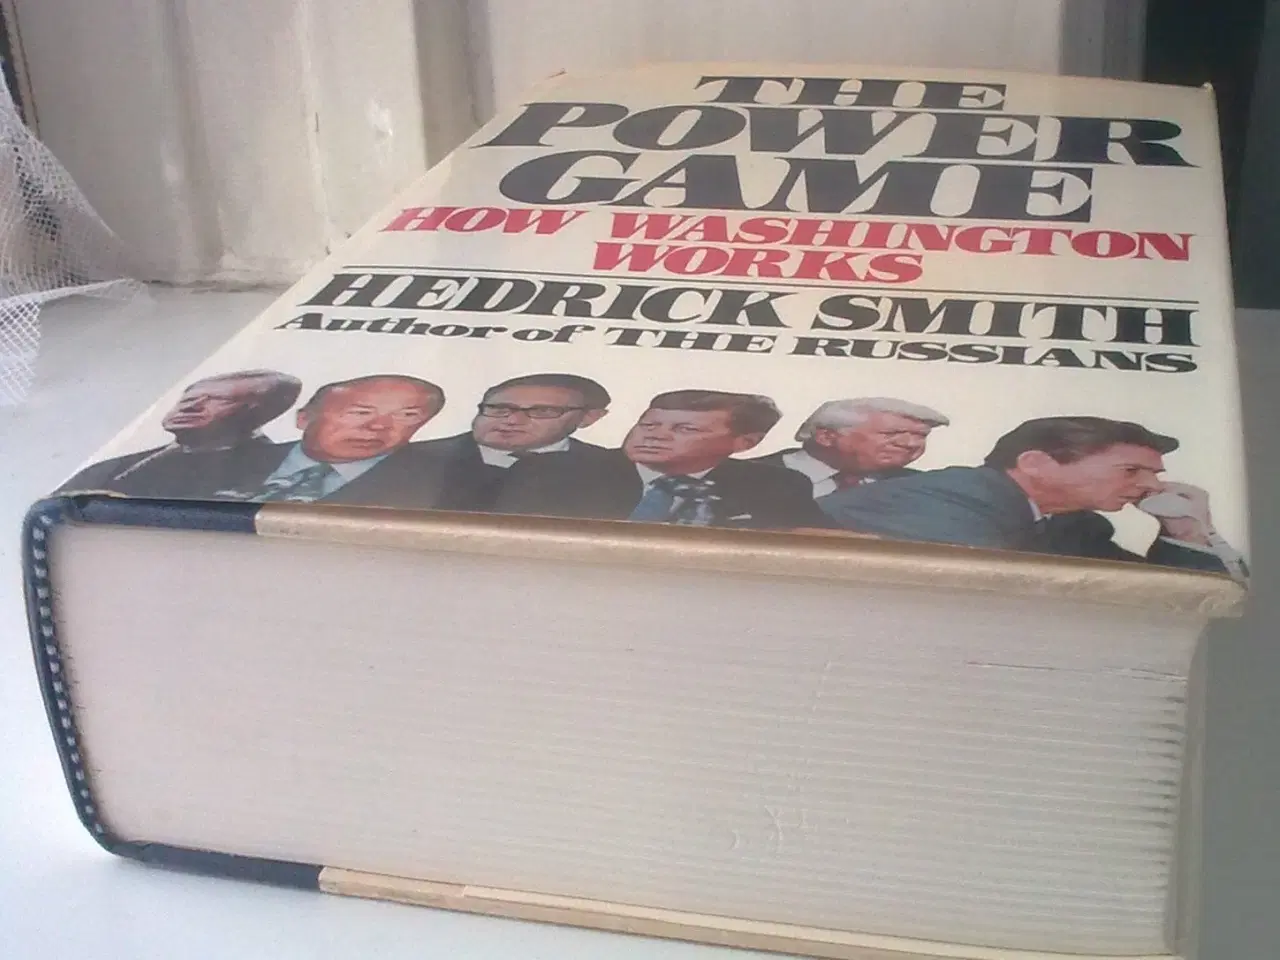 THE
POWER
GAME
HOW WASHINGTON
WORKS
HEDRICK SMITH
Author of THE RUSSIANS